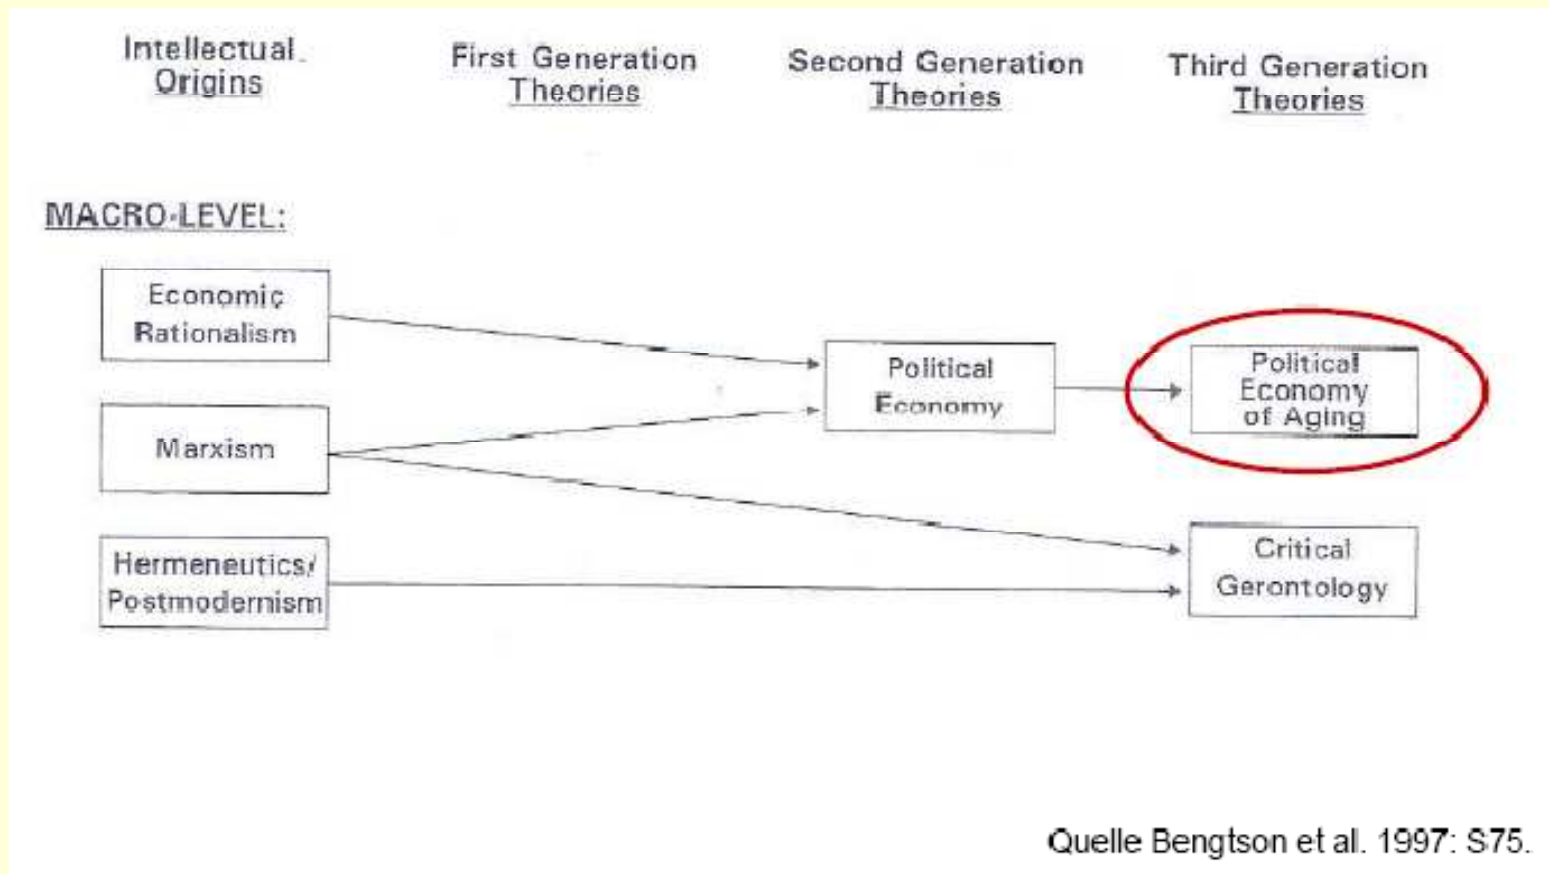 Intellectual
Origins
First Generation
Theories
Second Generation
Theories
Third Generation
Theories
MACRO-LEVEL:
Economic
Rationalism
Marxism
Hermeneutics/
Postmodernism
Political
Economy
Political
Economy
of Aging
Critical
Gerontology
Quelle Bengtson et al. 1997: S75.